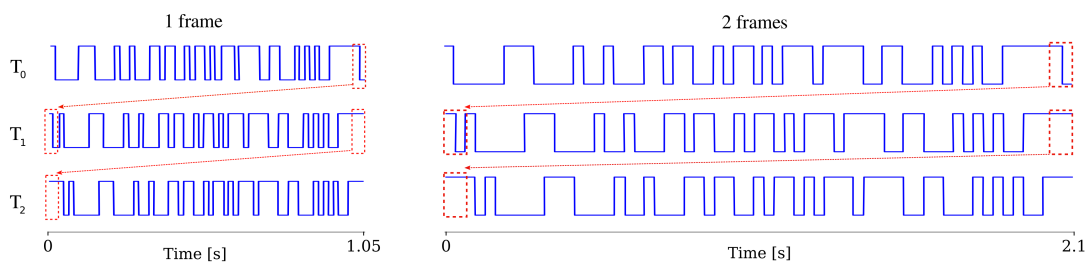 1 frame 2 frames
T0
T1
T2
0 1.05 0 2.1
Time [s] Time [s]